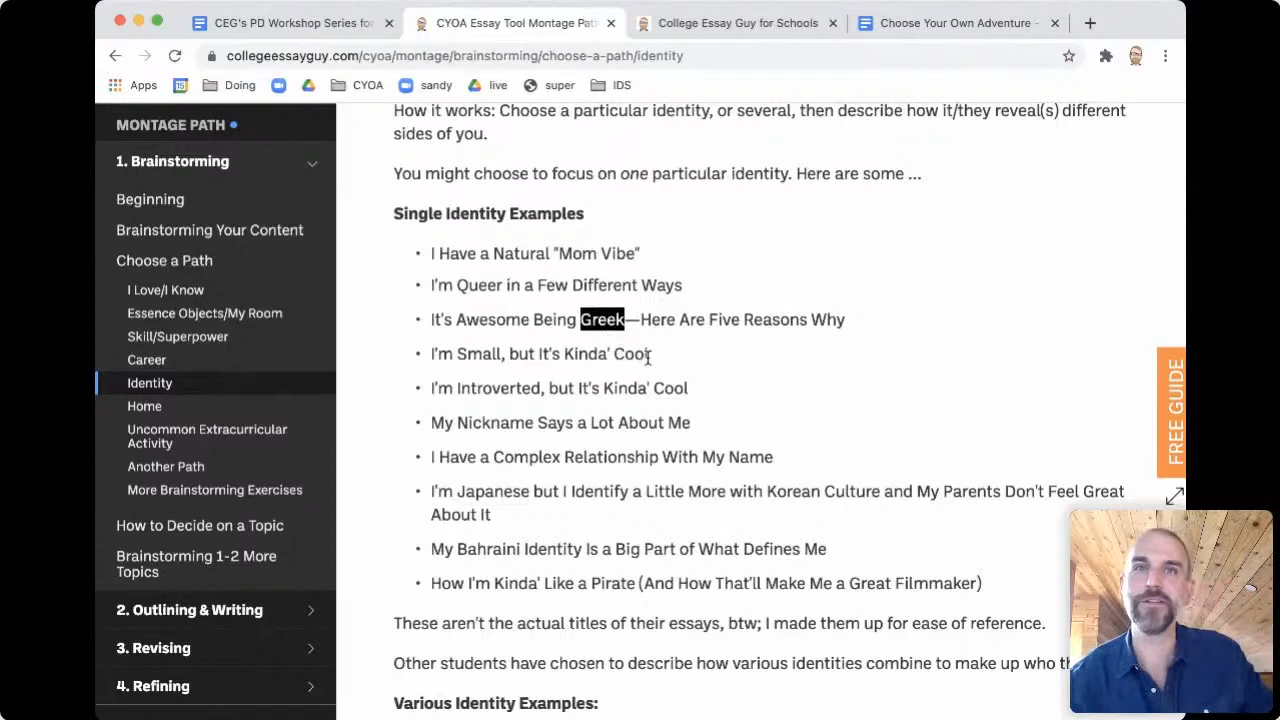 CEG's PD Workshop Series for
CYOA Essay Tool Montage Pat
College Essay Guy for Schools
Choose Your Own Adventure -
collegeessayguy.com/cyoa/montage/brainstorming/choose-a-path/identity
Apps
Doing
CYOA
sandy
live
super
IDS
MONTAGE PATH
1. Brainstorming
Beginning
Brainstorming Your Content
Choose a Path
I Love/I Know
Essence Objects/My Room
Skill/Superpower
Career
Identity
Home
Uncommon Extracurricular
Activity
Another Path
More Brainstorming Exercises
How to Decide on a Topic
Brainstorming 1-2 More
Topics
2. Outlining & Writing
3. Revising
4. Refining
How it works: Choose a particular identity, or several, then describe how it/they reveal(s) different
sides of you.
You might choose to focus on one particular identity. Here are some ...
Single Identity Examples
• I Have a Natural "Mom Vibe"
• I'm Queer in a Few Different Ways
• It's Awesome Being Greek—Here Are Five Reasons Why
• I'm Small, but It's Kinda' Cool
• I'm Introverted, but It's Kinda' Cool
• My Nickname Says a Lot About Me
• I Have a Complex Relationship With My Name
• I'm Japanese but I Identify a Little More with Korean Culture and My Parents Don't Feel Great
About It
• My Bahraini Identity Is a Big Part of What Defines Me
• How I'm Kinda' Like a Pirate (And How That'll Make Me a Great Filmmaker)
These aren't the actual titles of their essays, btw; I made them up for ease of reference.
Other students have chosen to describe how various identities combine to make up who th
Various Identity Examples:
FREE GUIDE